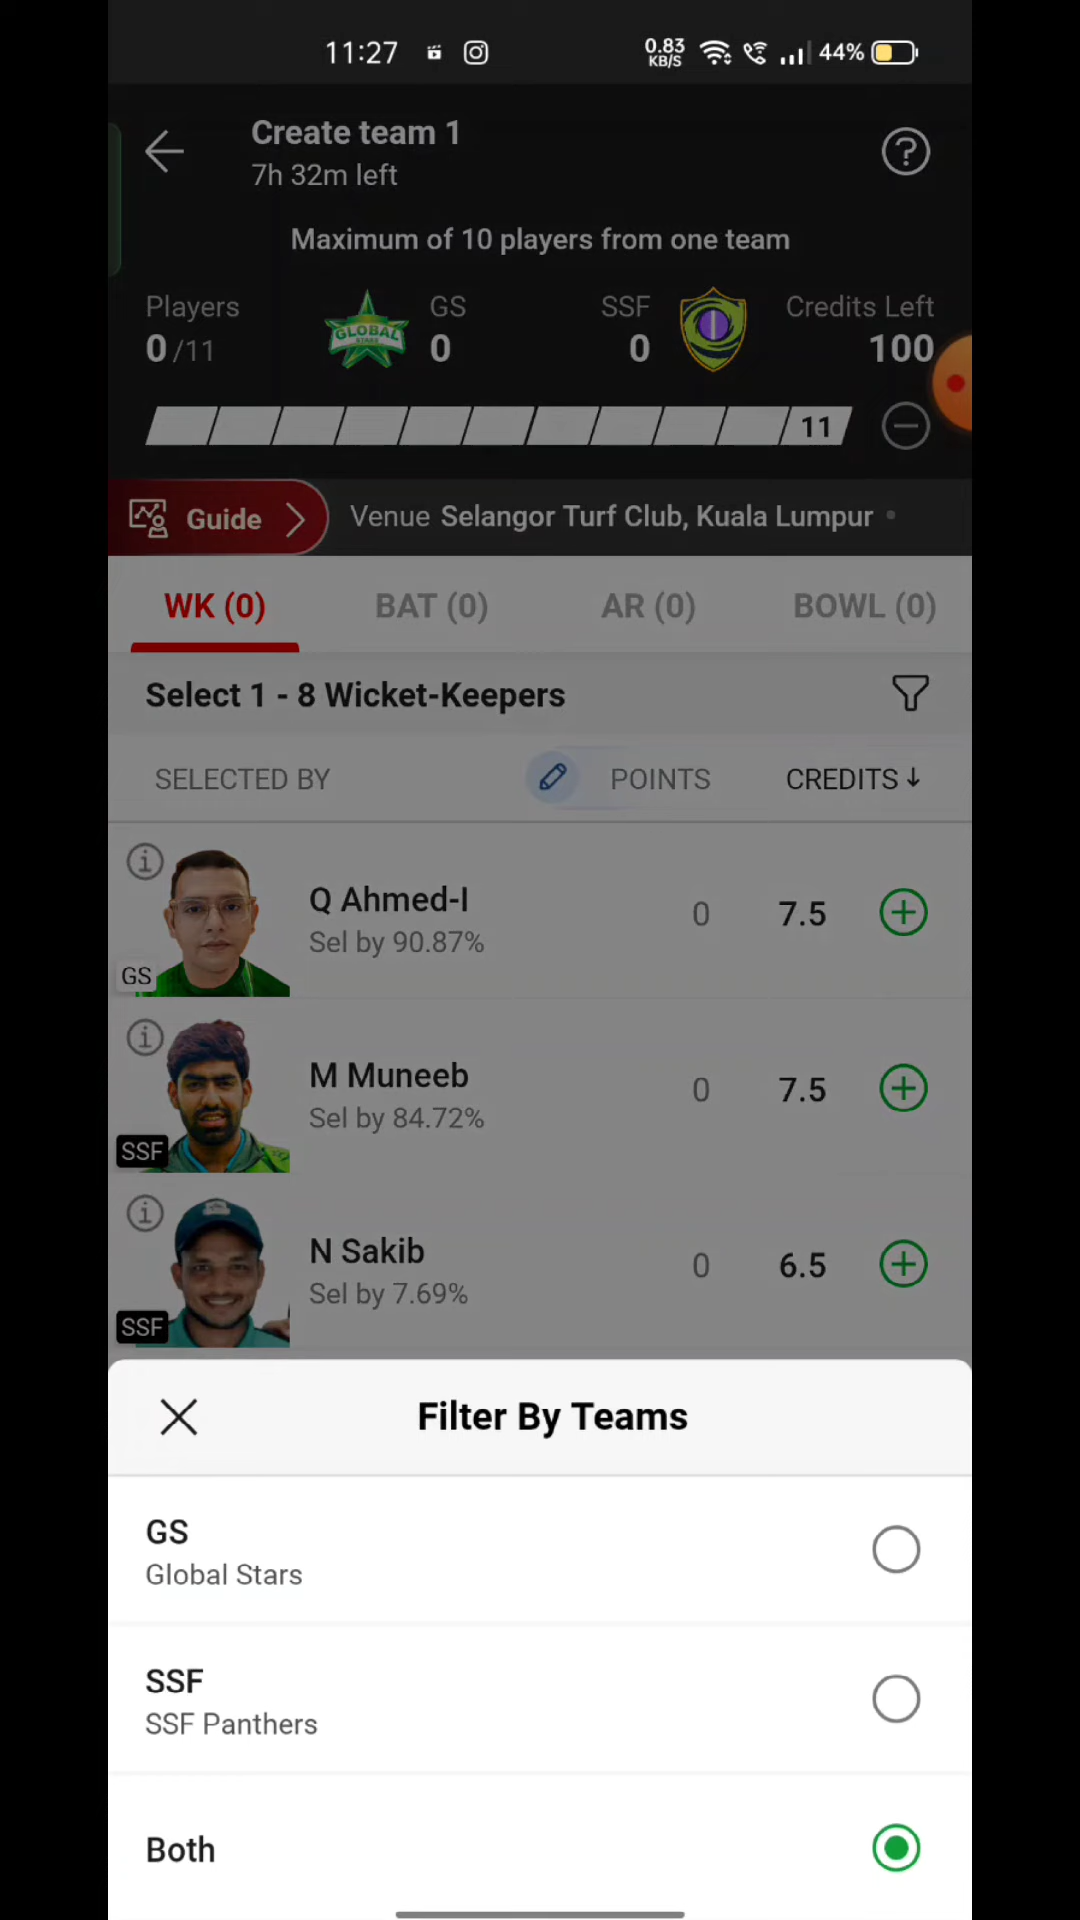 11:27
0.83
KB/S
44%
Create team 1
7h 32m left
?
Maximum of 10 players from one team
Players
0/11
GLOBAL
STARS
GS
0
SSF
0
Credits Left
100
11
Guide
Venue Selangor Turf Club, Kuala Lumpur
WK (0)
BAT (0)
AR (0)
BOWL (0)
Select 1 - 8 Wicket-Keepers
SELECTED BY
POINTS
CREDITS ↓
Q Ahmed-I
Sel by 90.87%
0
7.5
GS
M Muneeb
Sel by 84.72%
0
7.5
SSF
N Sakib
Sel by 7.69%
0
6.5
SSF
Filter By Teams
GS
Global Stars
SSF
SSF Panthers
Both